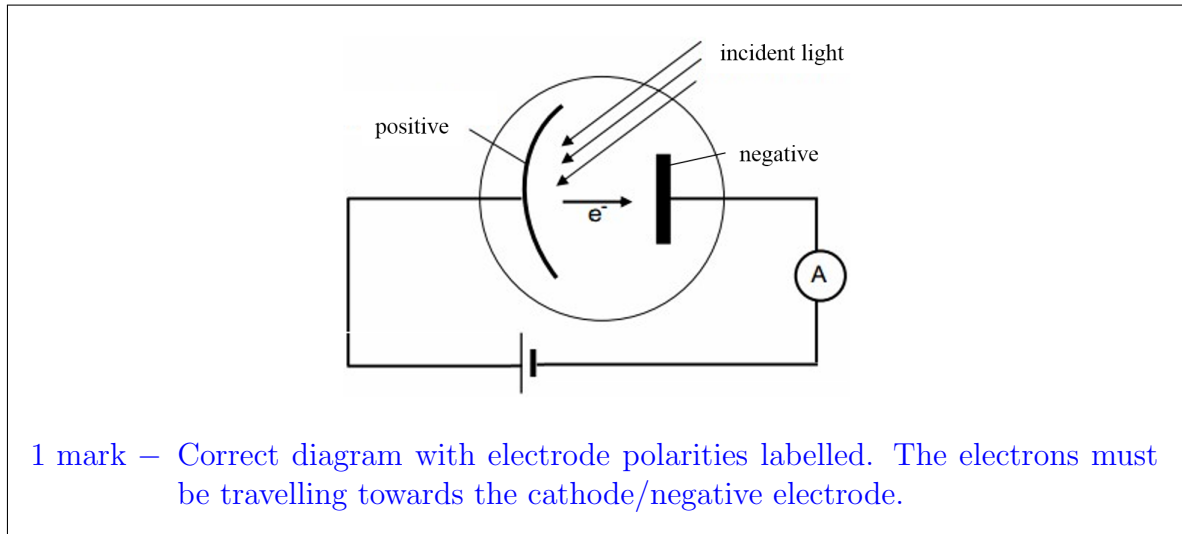 incident light
positive
negative
e-
A
1 mark – Correct diagram with electrode polarities labelled. The electrons must
be travelling towards the cathode/negative electrode.